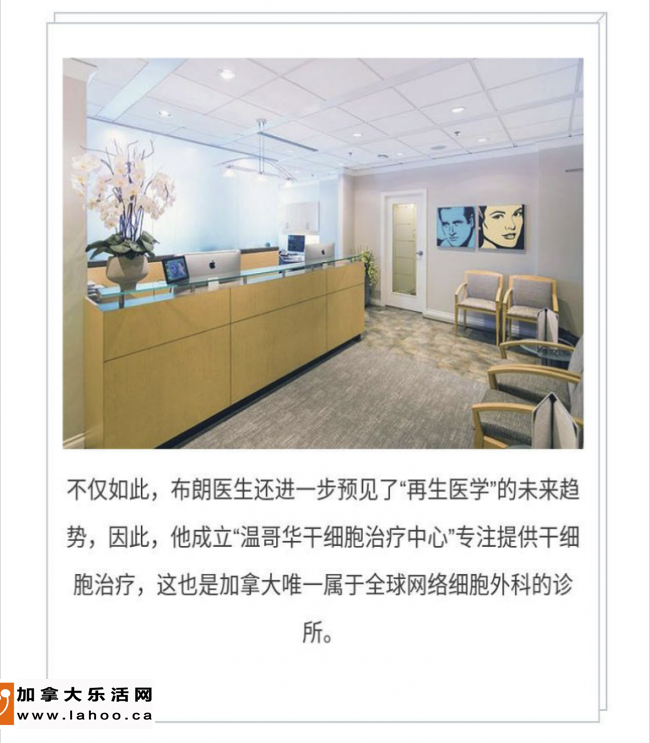 不仅如此，布朗医生还进一步预见了“再生医学”的未来趋
势，因此，他成立“温哥华干细胞治疗中心”专注提供干细
胞治疗，这也是加拿大唯一属于全球网络细胞外科的诊
所。
加拿大乐活网
www.lahoo.ca